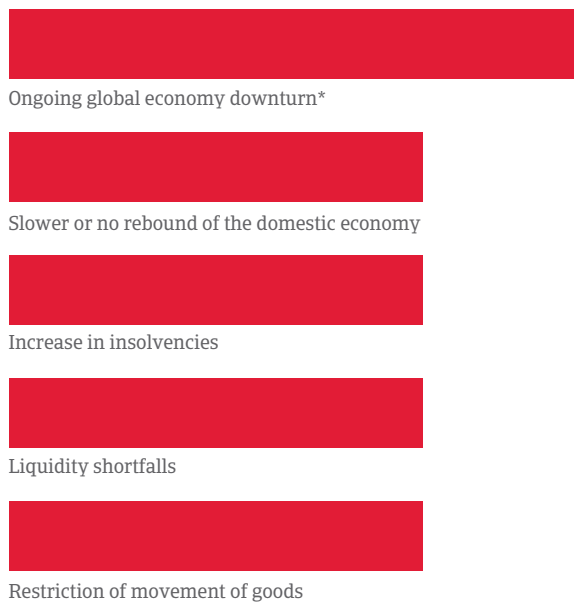 Ongoing global economy downturn*
Slower or no rebound of the domestic economy
Increase in insolvencies
Liquidity shortfalls
Restriction of movement of goods